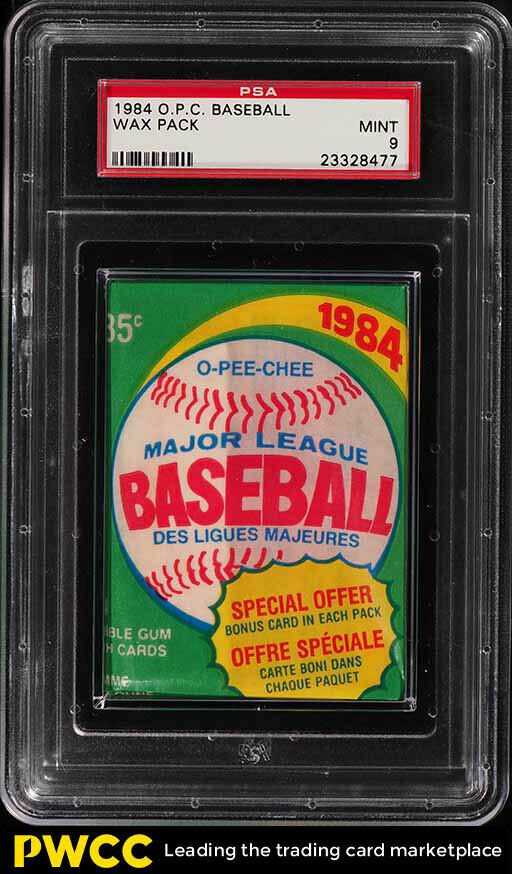 PSA
1984 O.P.C. BASEBALL
WAX PACK
MINT
9
23328477
35¢
1984
O-PEE-CHEE
MAJOR LEAGUE
BASEBALL
DES LIGUES MAJEURES
SPECIAL OFFER
BONUS CARD IN EACH PACK
OFFRE SPÉCIALE
CARTE BONI DANS
CHAQUE PAQUET
BLE GUM
H CARDS
PSA
PWCC Leading the trading card marketplace